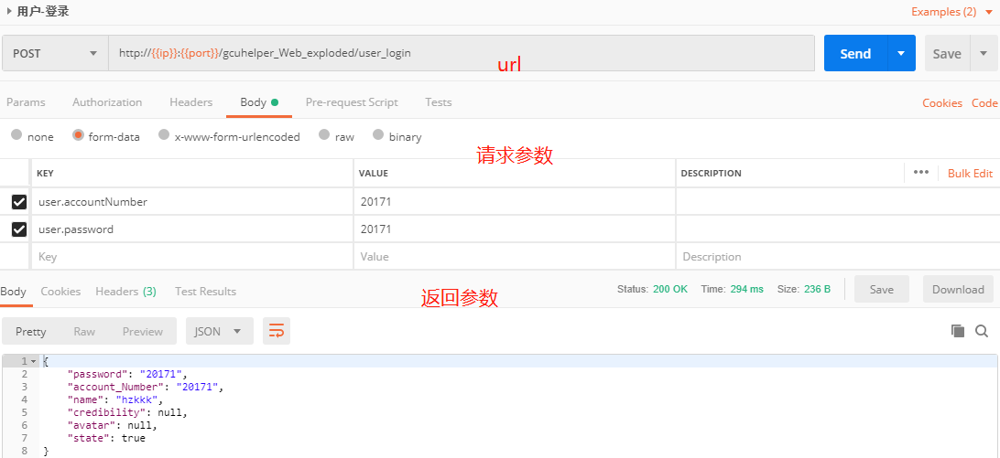 用户-登录 Examples (2)
POST http://{{ip}}:{{port}}/gcuhelper_Web_exploded/user_login Send Save
url
Params Authorization Headers Body Pre-request Script Tests Cookies Code
none form-data x-www-form-urlencoded raw binary
请求参数
KEY VALUE DESCRIPTION ••• Bulk Edit
user.accountNumber 20171
user.password 20171
Key Value Description
Body Cookies Headers (3) Test Results Status: 200 OK Time: 294 ms Size: 236 B Save Download
返回参数
Pretty Raw Preview JSON
1 {
2 "password": "20171",
3 "account_Number": "20171",
4 "name": "hzkkk",
5 "credibility": null,
6 "avatar": null,
7 "state": true
8 }